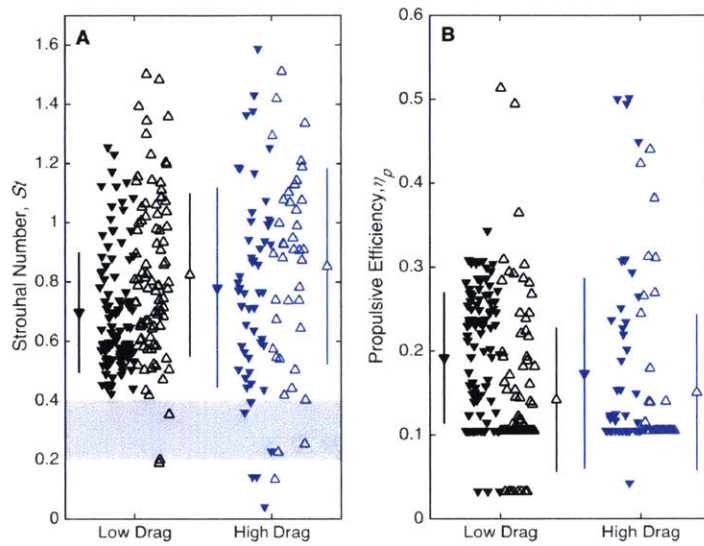 A
1.6
1.4
1.2
1
0.8
0.6
0.4
0.2
0
Strouhal Number, St
Low Drag
High Drag
B
0.6
0.5
0.4
0.3
0.2
0.1
0
Propulsive Efficiency, ηp
Low Drag
High Drag